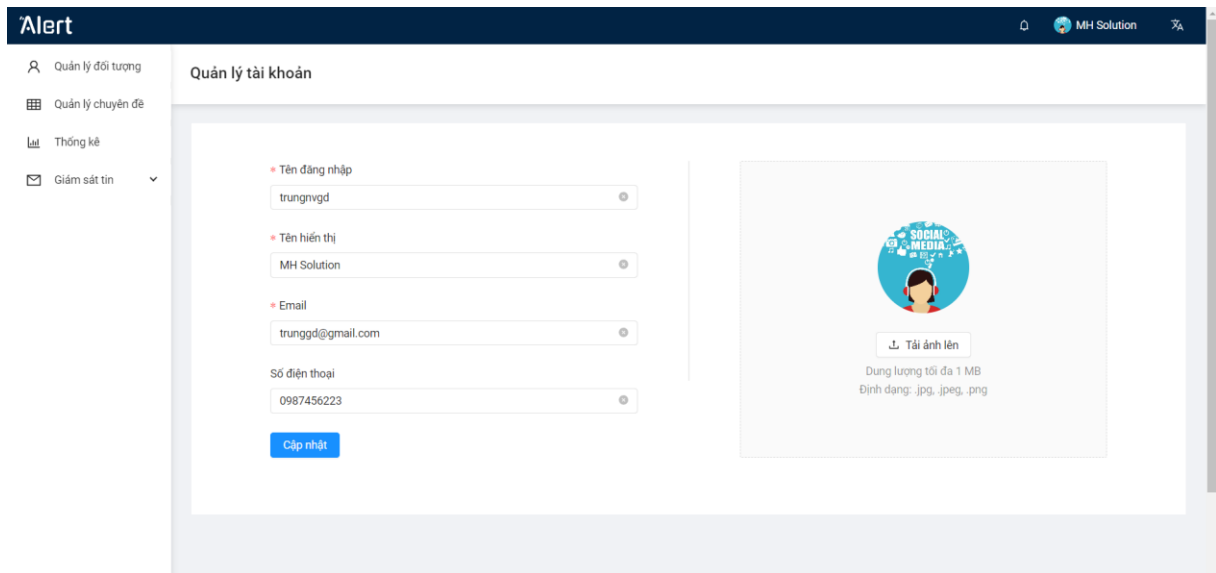 Alert
MH Solution
Quản lý đối tượng
Quản lý chuyên đề
Thống kê
Giám sát tin
Quản lý tài khoản
* Tên đăng nhập
trungnvgd
* Tên hiển thị
MH Solution
* Email
trunggd@gmail.com
Số điện thoại
0987456223
Cập nhật
SOCIAL
MEDIA
Tải ảnh lên
Dung lượng tối đa 1 MB
Định dạng: .jpg, .jpeg, .png